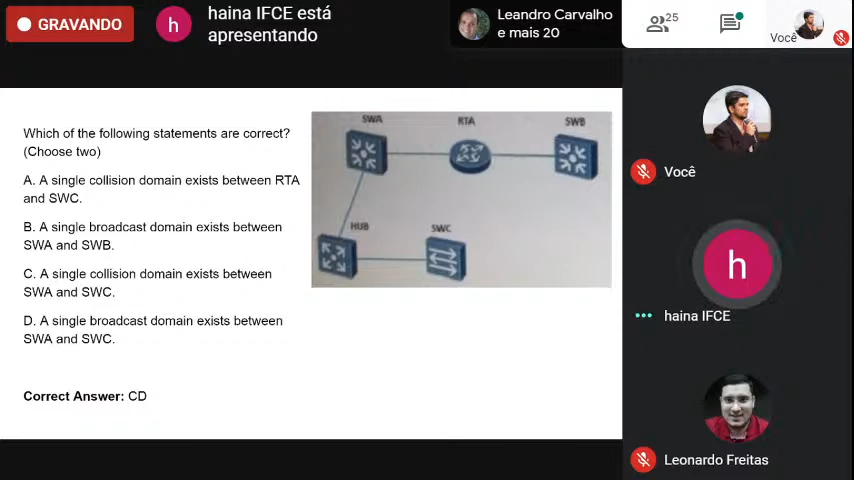 GRAVANDO
h
haina IFCE está
apresentando
Leandro Carvalho
e mais 20
25
Você
Which of the following statements are correct?
(Choose two)
A. A single collision domain exists between RTA
and SWC.
B. A single broadcast domain exists between
SWA and SWB.
C. A single collision domain exists between
SWA and SWC.
D. A single broadcast domain exists between
SWA and SWC.
Correct Answer: CD
SWA
RTA
SWB
HUB
SWC
Você
h
haina IFCE
Leonardo Freitas